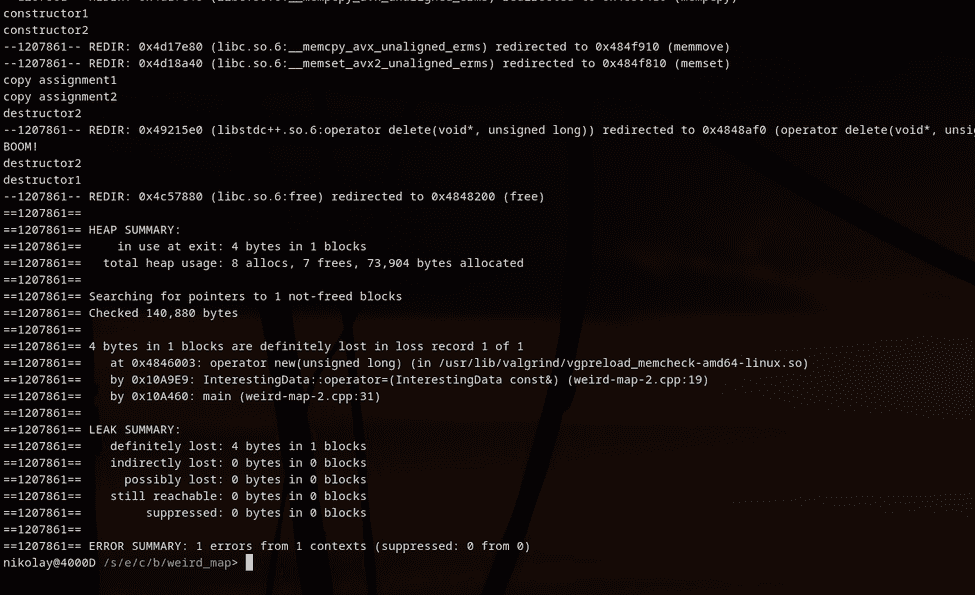 constructor1
constructor2
--1207861-- REDIR: 0x4d17e80 (libc.so.6:__memcpy_avx_unaligned_erms) redirected to 0x484f910 (memmove)
--1207861-- REDIR: 0x4d18a40 (libc.so.6:__memset_avx2_unaligned_erms) redirected to 0x484f810 (memset)
copy assignment1
copy assignment2
destructor2
--1207861-- REDIR: 0x49215e0 (libstdc++.so.6:operator delete(void*, unsigned long)) redirected to 0x4848af0 (operator delete(void*, unsi
BOOM!
destructor2
destructor1
--1207861-- REDIR: 0x4c57880 (libc.so.6:free) redirected to 0x4848200 (free)
==1207861==
==1207861== HEAP SUMMARY:
==1207861==     in use at exit: 4 bytes in 1 blocks
==1207861==   total heap usage: 8 allocs, 7 frees, 73,904 bytes allocated
==1207861==
==1207861== Searching for pointers to 1 not-freed blocks
==1207861== Checked 140,880 bytes
==1207861==
==1207861== 4 bytes in 1 blocks are definitely lost in loss record 1 of 1
==1207861==    at 0x4846003: operator new(unsigned long) (in /usr/lib/valgrind/vgpreload_memcheck-amd64-linux.so)
==1207861==    by 0x10A9E9: InterestingData::operator=(InterestingData const&) (weird-map-2.cpp:19)
==1207861==    by 0x10A460: main (weird-map-2.cpp:31)
==1207861==
==1207861== LEAK SUMMARY:
==1207861==    definitely lost: 4 bytes in 1 blocks
==1207861==    indirectly lost: 0 bytes in 0 blocks
==1207861==      possibly lost: 0 bytes in 0 blocks
==1207861==    still reachable: 0 bytes in 0 blocks
==1207861==         suppressed: 0 bytes in 0 blocks
==1207861==
==1207861== ERROR SUMMARY: 1 errors from 1 contexts (suppressed: 0 from 0)
nikolay@4000D /s/e/c/b/weird_map>